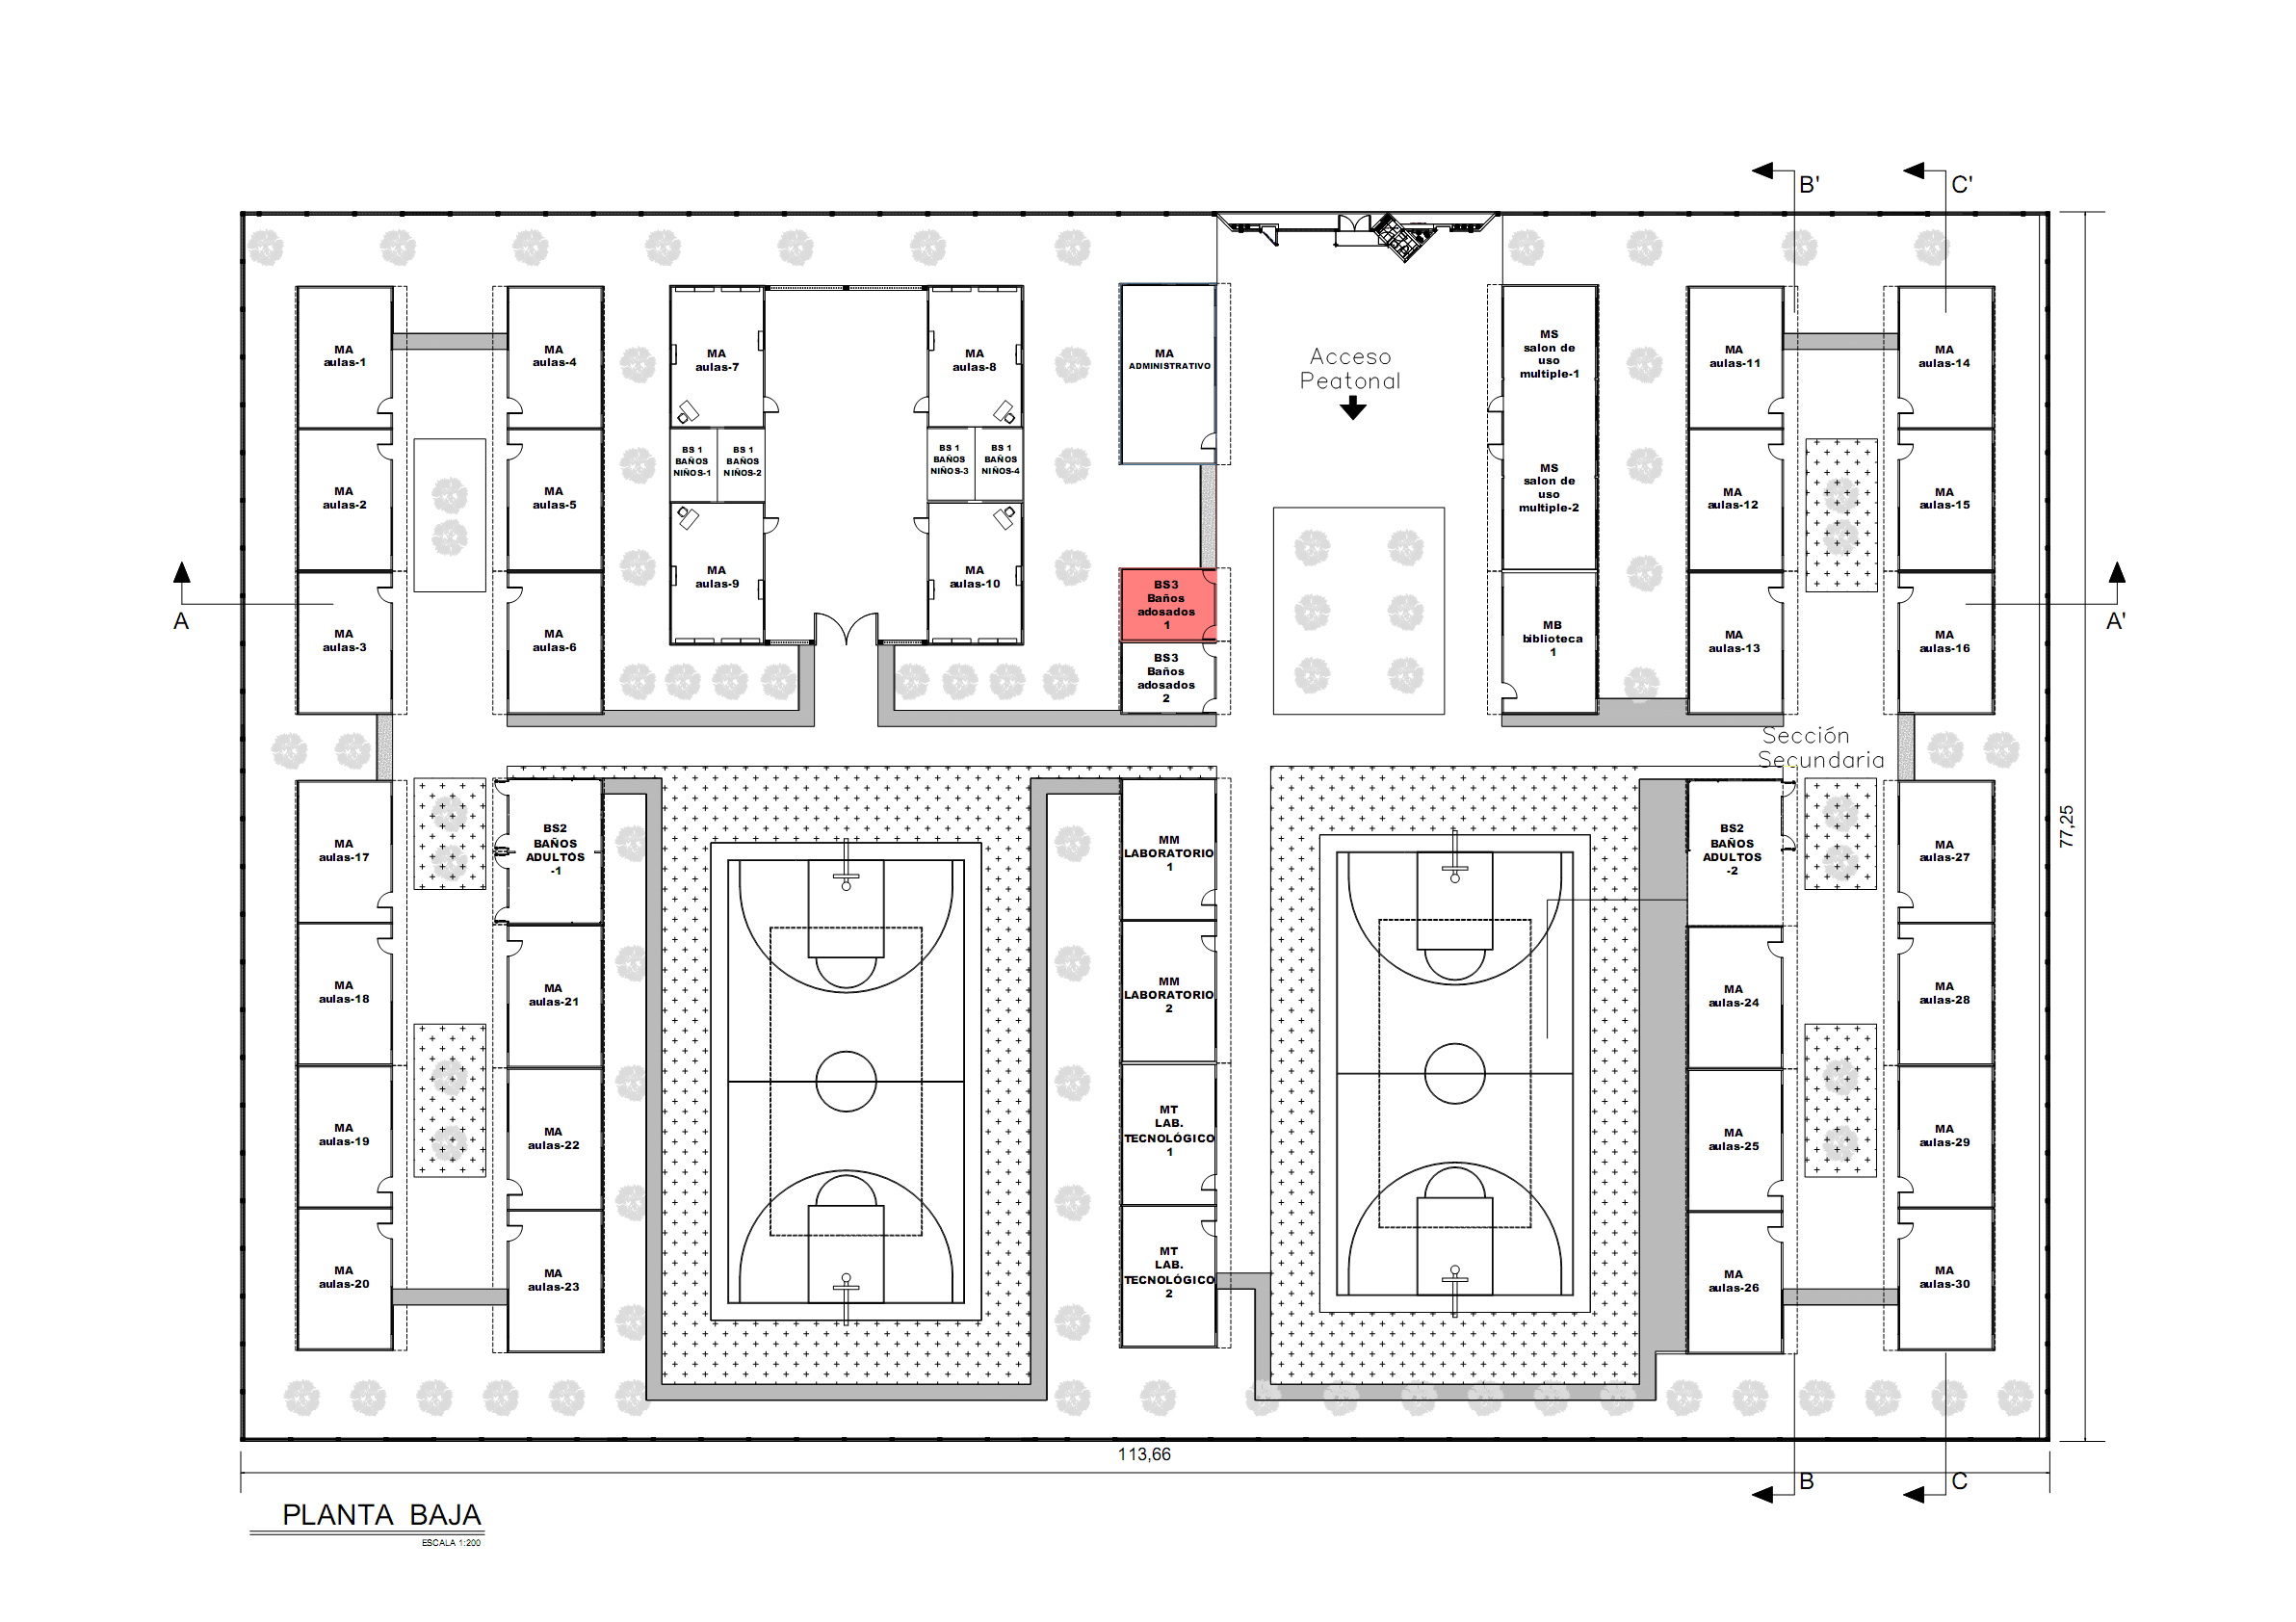 B'
C'
MA
aulas-1
MA
aulas-4
MA
aulas-7
MA
aulas-8
MA
ADMINISTRATIVO
Acceso
Peatonal
MS
salon de
uso
multiple-1
MA
aulas-11
MA
aulas-14
MA
aulas-2
MA
aulas-5
BS 1
BAÑOS
NIÑOS-1
BS 1
BAÑOS
NIÑOS-2
BS 1
BAÑOS
NIÑOS-3
BS 1
BAÑOS
NIÑOS-4
MS
salon de
uso
multiple-2
MA
aulas-12
MA
aulas-15
A
MA
aulas-3
MA
aulas-6
MA
aulas-9
MA
aulas-10
BS3
Baños
adosados
1
BS3
Baños
adosados
2
MB
biblioteca
1
MA
aulas-13
MA
aulas-16
A'
Sección
Secundaria
MA
aulas-17
BS2
BAÑOS
ADULTOS
-1
MM
LABORATORIO
1
BS2
BAÑOS
ADULTOS
-2
MA
aulas-27
77,25
MA
aulas-18
MA
aulas-21
MM
LABORATORIO
2
MA
aulas-24
MA
aulas-28
MA
aulas-19
MA
aulas-22
MT
LAB.
TECNOLÓGICO
1
MA
aulas-25
MA
aulas-29
MA
aulas-20
MA
aulas-23
MT
LAB.
TECNOLÓGICO
2
MA
aulas-26
MA
aulas-30
113,66
B
C
PLANTA BAJA
ESCALA 1:200